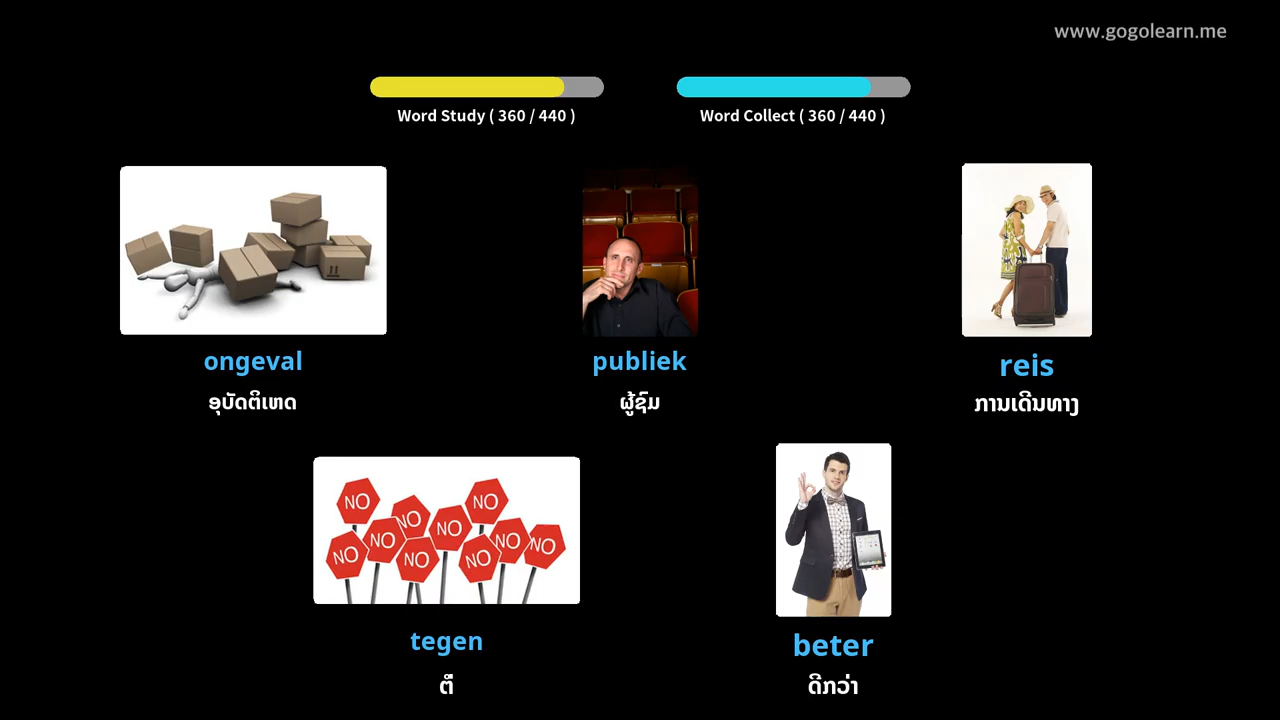 www.gogolearn.me
Word Study ( 360 / 440 )
Word Collect ( 360 / 440 )
ongeval
ອຸບັດຕິເຫດ
publiek
ຜູ້ຊົມ
reis
ການເດີນທາງ
NO NO NO NO NO NO NO NO NO NO
tegen
ຕໍ່
beter
ດີກວ່າ